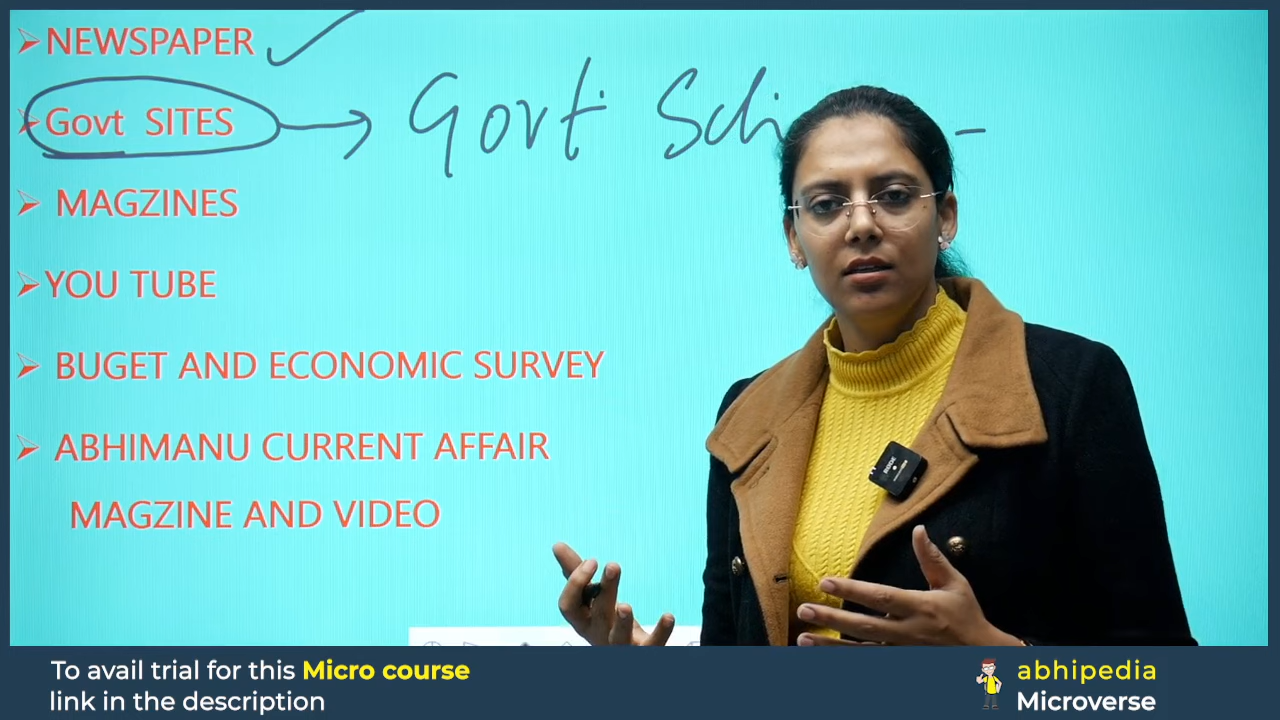 ➢NEWSPAPER
➢Govt SITES Govt
➢ MAGZINES
➢YOU TUBE
➢ BUGET AND ECONOMIC SURVEY
➢ ABHIMANU CURRENT AFFAIR
MAGZINE AND VIDEO
To avail trial for this Micro course
link in the description
abhipedia
Microverse